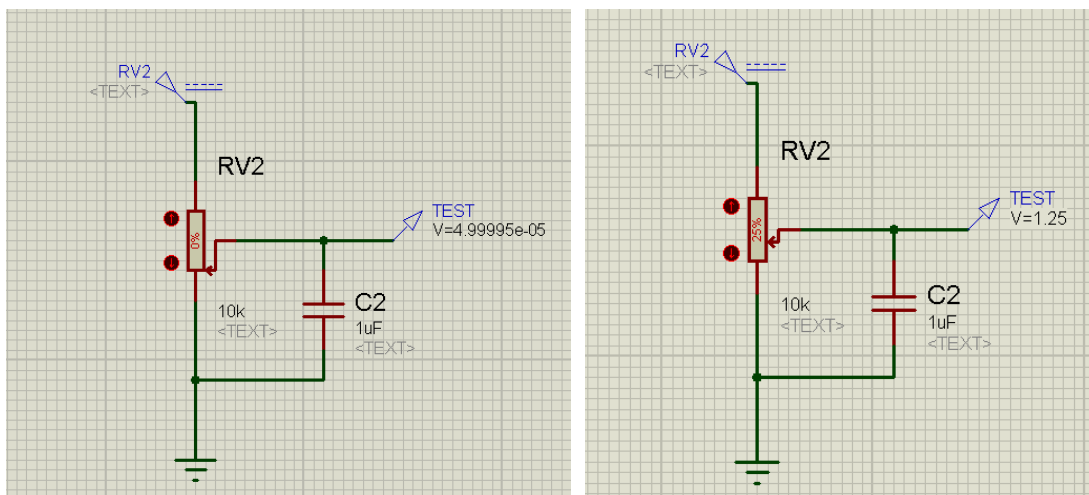 RV2
<TEXT>
RV2
0%
TEST
V=4.99995e-05
10k
<TEXT>
C2
1uF
<TEXT>
RV2
<TEXT>
RV2
25%
TEST
V=1.25
10k
<TEXT>
C2
1uF
<TEXT>